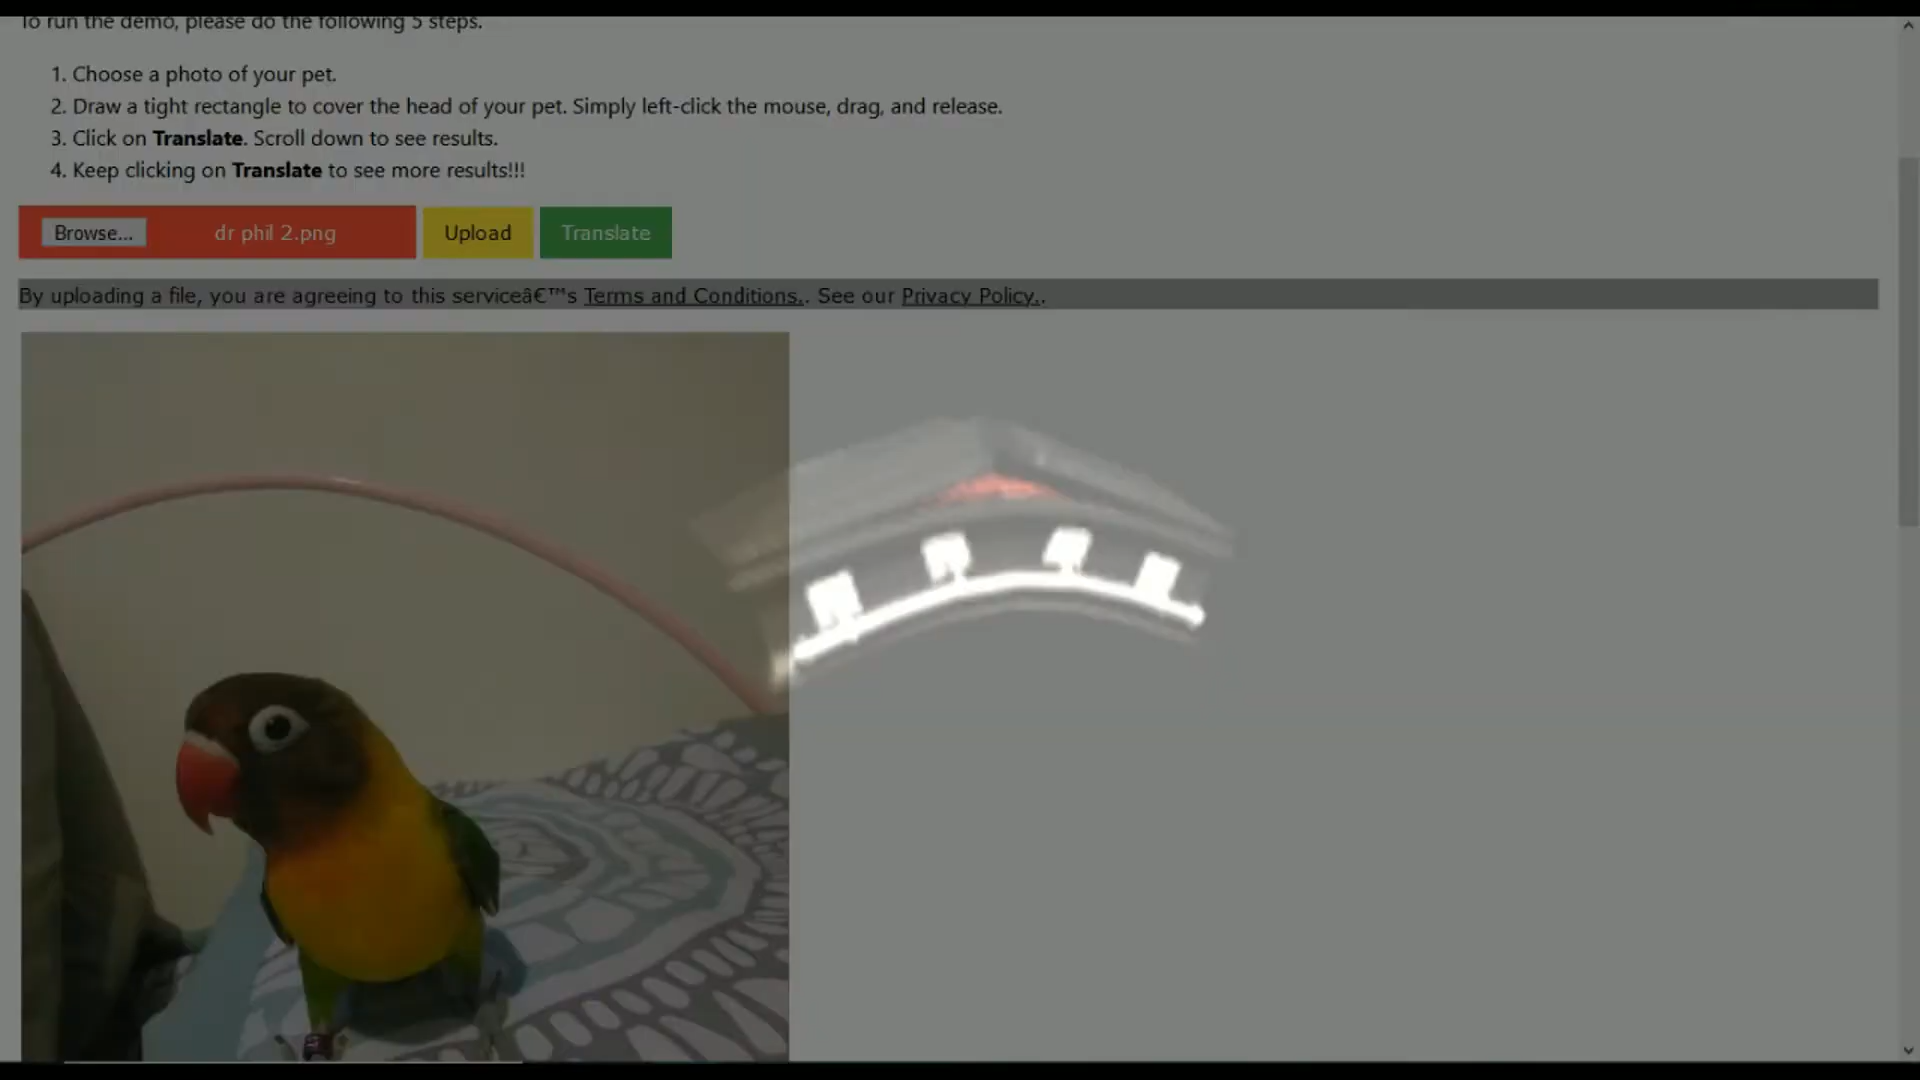 To run the demo, please do the following 5 steps.
1. Choose a photo of your pet.
2. Draw a tight rectangle to cover the head of your pet. Simply left-click the mouse, drag, and release.
3. Click on Translate. Scroll down to see results.
4. Keep clicking on Translate to see more results!!!
Browse... dr phil 2.png Upload Translate
By uploading a file, you are agreeing to this serviceâ€™s Terms and Conditions.. See our Privacy Policy..